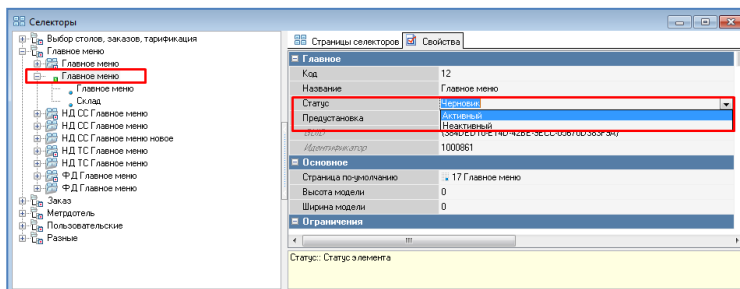 Селекторы
Выбор столов, заказов, тарификация
Главное меню
Главное меню
Главное меню
Главное меню
Склад
НД СС Главное меню
НД СС Главное меню
НД СС Главное меню новое
НД ТС Главное меню
НД ТС Главное меню
ФД Главное меню
ФД Главное меню
Заказ
Метрдотель
Пользовательские
Разные
Страницы селекторов Свойства
Главное
Код 12
Название Главное меню
Статус Черновик
Предустановка Активный
Неактивный
Идентификатор 1000861
Основное
Страница по-умолчанию 17 Главное меню
Высота модели 0
Ширина модели 0
Ограничения
Статус:: Статус элемента